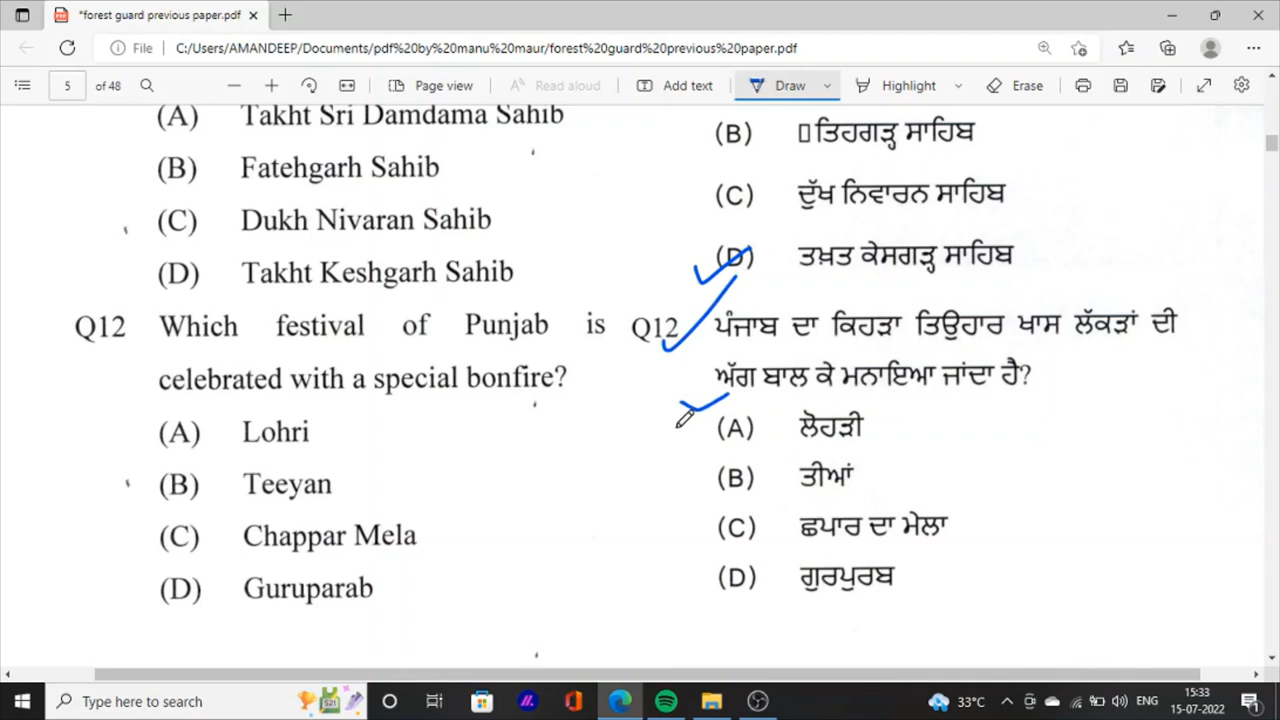 *forest guard previous paper.pdf
File C:/Users/AMANDEEP/Documents/pdf%20by%20manu%20maur/forest%20guard%20previous%20paper.pdf
5 of 48 Page view Read aloud Add text Draw Highlight Erase
(A) Takht Sri Damdama Sahib
(B) Fatehgarh Sahib
(C) Dukh Nivaran Sahib
(D) Takht Keshgarh Sahib
Q12 Which festival of Punjab is
celebrated with a special bonfire?
(A) Lohri
(B) Teeyan
(C) Chappar Mela
(D) Guruparab
(B) ਤਿਹਗੜ੍ਹ ਸਾਹਿਬ
(C) ਦੁੱਖ ਨਿਵਾਰਨ ਸਾਹਿਬ
(D) ਤਖ਼ਤ ਕੇਸਗੜ੍ਹ ਸਾਹਿਬ
Q12 ਪੰਜਾਬ ਦਾ ਕਿਹੜਾ ਤਿਉਹਾਰ ਖਾਸ ਲੱਕੜਾਂ ਦੀ
ਅੱਗ ਬਾਲ ਕੇ ਮਨਾਇਆ ਜਾਂਦਾ ਹੈ?
(A) ਲੋਹੜੀ
(B) ਤੀਆਂ
(C) ਛਪਾਰ ਦਾ ਮੇਲਾ
(D) ਗੁਰਪੁਰਬ
Type here to search
33°C ENG 15:33
15-07-2022